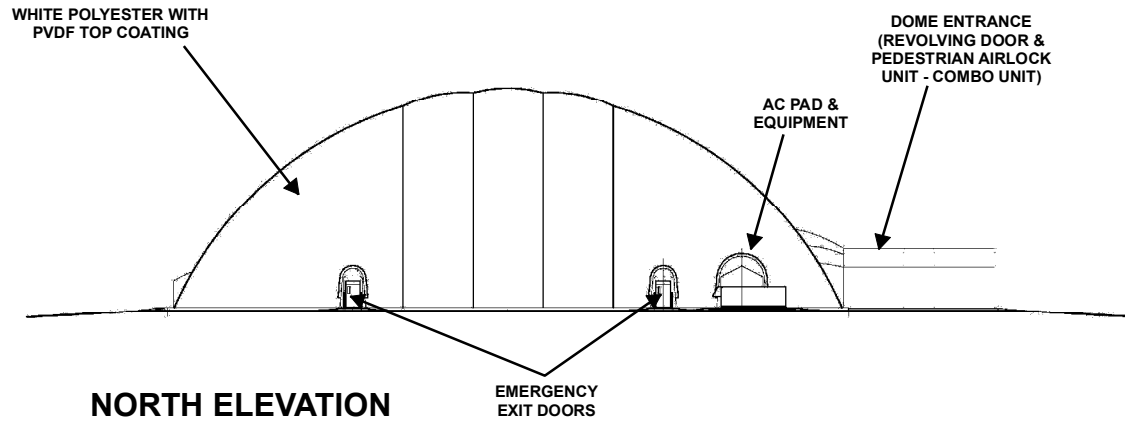 WHITE POLYESTER WITH
PVDF TOP COATING
DOME ENTRANCE
(REVOLVING DOOR &
PEDESTRIAN AIRLOCK
UNIT - COMBO UNIT)
AC PAD &
EQUIPMENT
EMERGENCY
EXIT DOORS
NORTH ELEVATION